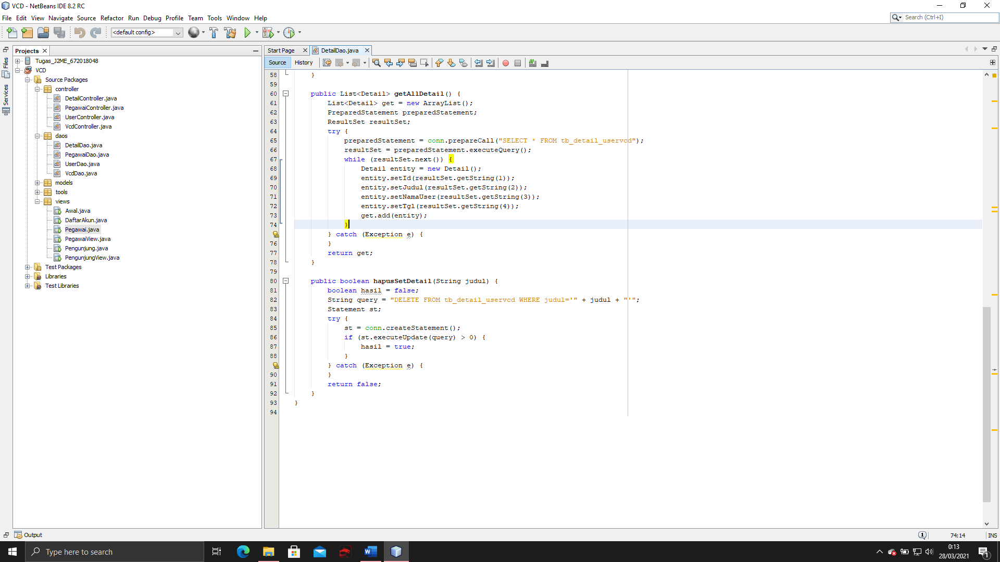 VCD - NetBeans IDE 8.2 RC
File Edit View Navigate Source Refactor Run Debug Profile Team Tools Window Help
Search (Ctrl+I)
<default config>
Files
Services
Projects
Tugas_J2ME_672018048
VCD
Source Packages
controller
DetailController.java
PegawaiController.java
UserController.java
VcdController.java
daos
DetailDao.java
PegawaiDao.java
UserDao.java
VcdDao.java
models
tools
views
Awal.java
DaftarAkun.java
Pegawai.java
PegawaiView.java
Pengunjung.java
PengunjungView.java
Test Packages
Libraries
Test Libraries
Start Page DetailDao.java
Source History
58 }
59
60 public List<Detail> getAllDetail() {
61 List<Detail> get = new ArrayList();
62 PreparedStatement preparedStatement;
63 ResultSet resultSet;
64 try {
65 preparedStatement = conn.prepareCall("SELECT * FROM tb_detail_uservcd");
66 resultSet = preparedStatement.executeQuery();
67 while (resultSet.next()) {
68 Detail entity = new Detail();
69 entity.setId(resultSet.getString(1));
70 entity.setJudul(resultSet.getString(2));
71 entity.setNamaUser(resultSet.getString(3));
72 entity.setTgl(resultSet.getString(4));
73 get.add(entity);
74 }
} catch (Exception e) {
76 }
77 return get;
78 }
79
80 public boolean hapusSetDetail(String judul) {
81 boolean hasil = false;
82 String query = "DELETE FROM tb_detail_uservcd WHERE judul='" + judul + "'";
83 Statement st;
84 try {
85 st = conn.createStatement();
86 if (st.executeUpdate(query) > 0) {
87 hasil = true;
88 }
} catch (Exception e) {
90 }
91 return false;
92 }
93 }
94
Output
1
74:14 INS
Type here to search
0:13
28/03/2021
1